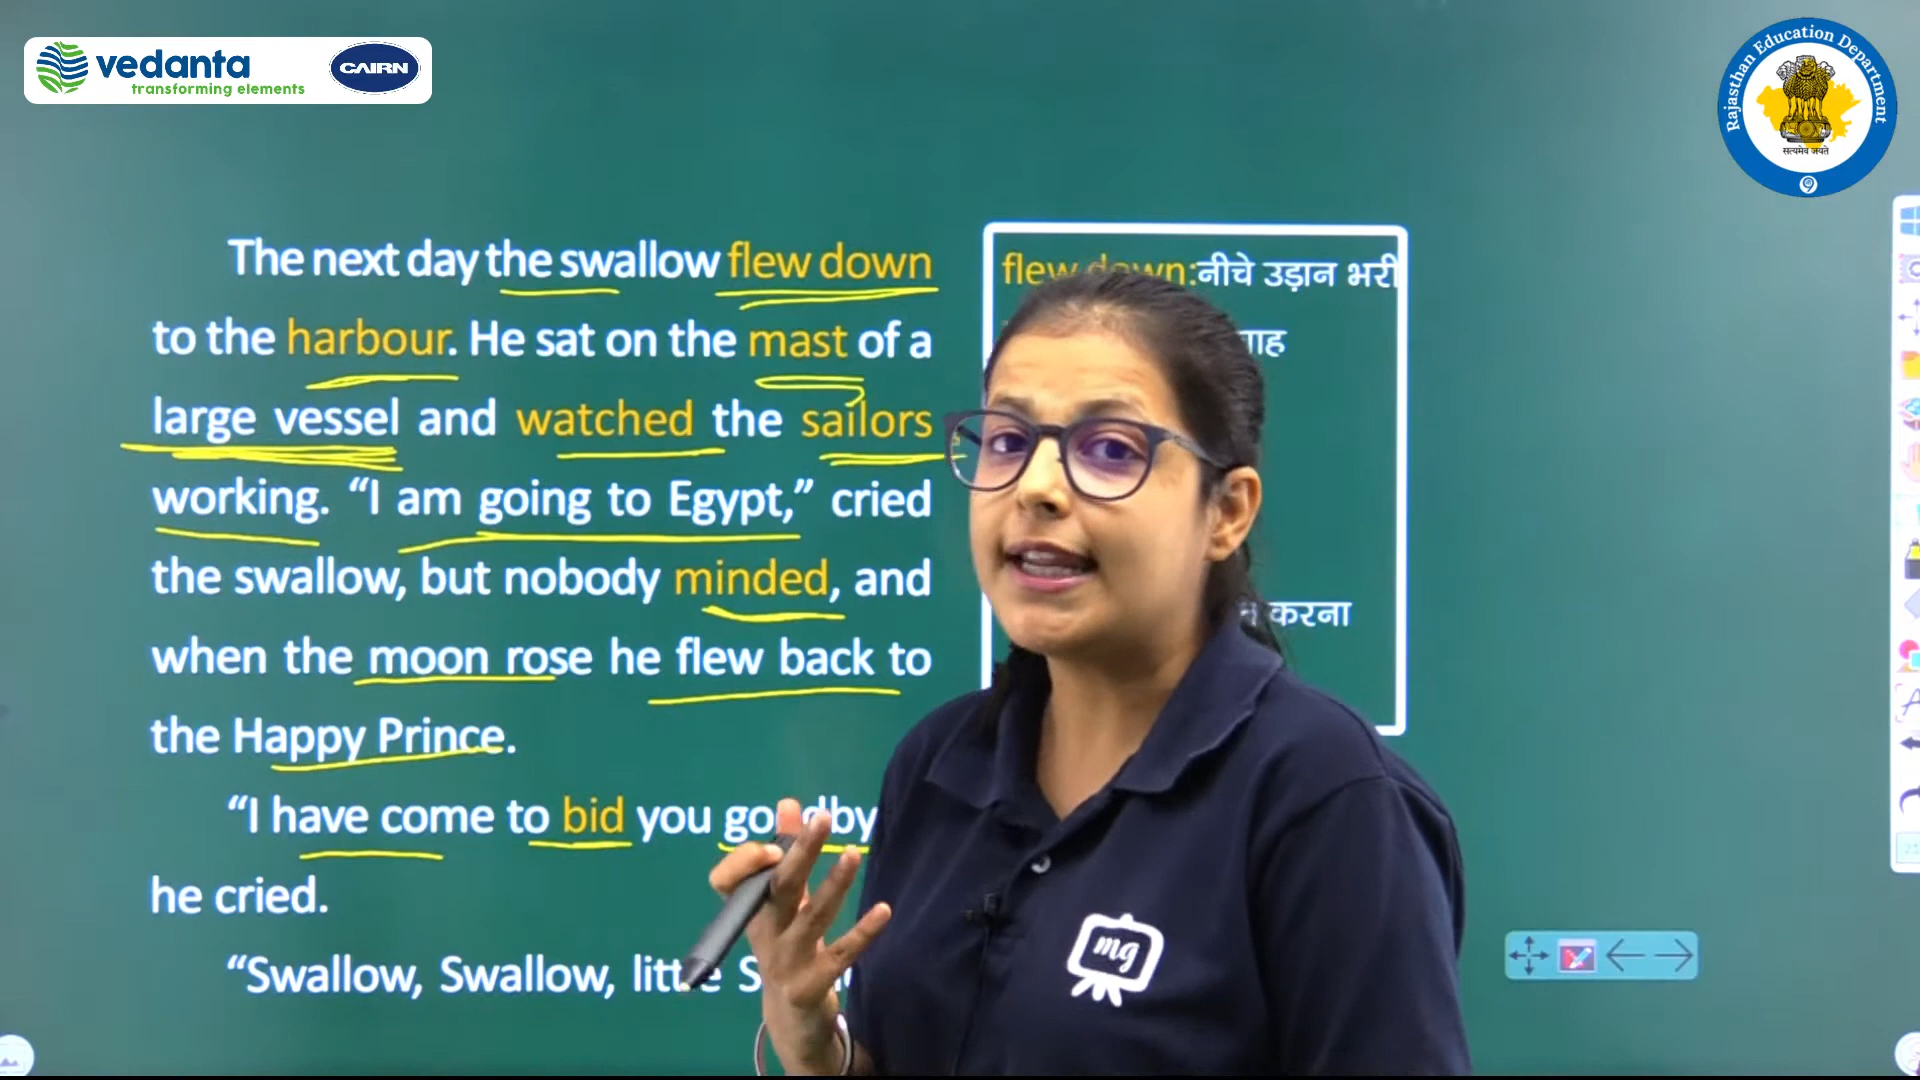 vedanta
transforming elements
CAIRN
Rajasthan Education Department
सत्यमेव जयते
The next day the swallow flew down
to the harbour. He sat on the mast of a
large vessel and watched the sailors
working. “I am going to Egypt,” cried
the swallow, but nobody minded, and
when the moon rose he flew back to
the Happy Prince.
“I have come to bid you
he cried.
“Swallow, Swallow, little
flew down:नीचे उड़ान भरी
करना
mg